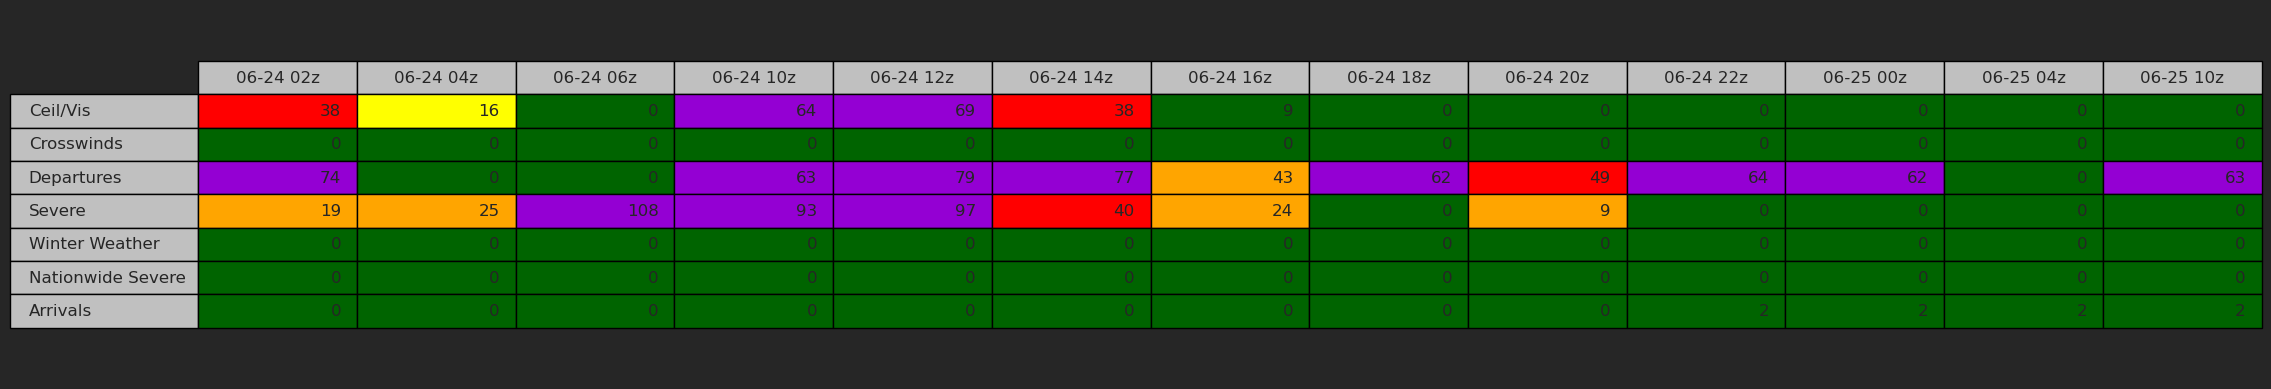 06-24 02z 06-24 04z 06-24 06z 06-24 10z 06-24 12z 06-24 14z 06-24 16z 06-24 18z 06-24 20z 06-24 22z 06-25 00z 06-25 04z 06-25 10z
Ceil/Vis 38 16 0 64 69 38 9 0 0 0 0 0 0
Crosswinds 0 0 0 0 0 0 0 0 0 0 0 0 0
Departures 74 0 0 63 79 77 43 62 49 64 62 0 63
Severe 19 25 108 93 97 40 24 0 9 0 0 0 0
Winter Weather 0 0 0 0 0 0 0 0 0 0 0 0 0
Nationwide Severe 0 0 0 0 0 0 0 0 0 0 0 0 0
Arrivals 0 0 0 0 0 0 0 0 0 2 2 2 2